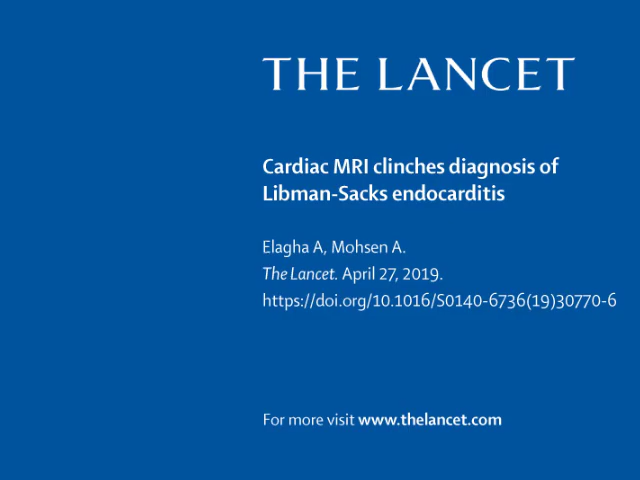 THE LANCET
Cardiac MRI clinches diagnosis of
Libman-Sacks endocarditis
Elagha A, Mohsen A.
The Lancet. April 27, 2019.
https://doi.org/10.1016/S0140-6736(19)30770-6
For more visit www.thelancet.com